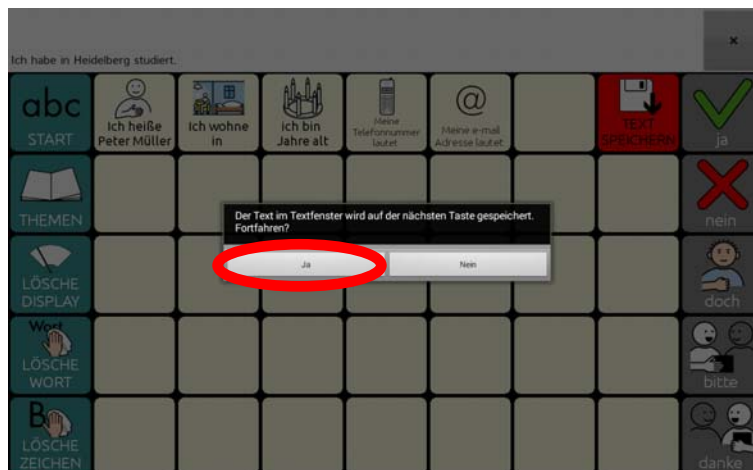 ×
Ich habe in Heidelberg studiert.
abc
START
Ich heiße
Peter Müller
Ich wohne
in
ich bin
Jahre alt
Meine
Telefonnummer
lautet
@
Meine e-mail
Adresse lautet
TEXT
SPEICHERN
ja
THEMEN
nein
Der Text im Textfenster wird auf der nächsten Taste gespeichert.
Fortfahren?
Ja
Nein
LÖSCHE
DISPLAY
doch
Wort
LÖSCHE
WORT
bitte
B
LÖSCHE
ZEICHEN
danke